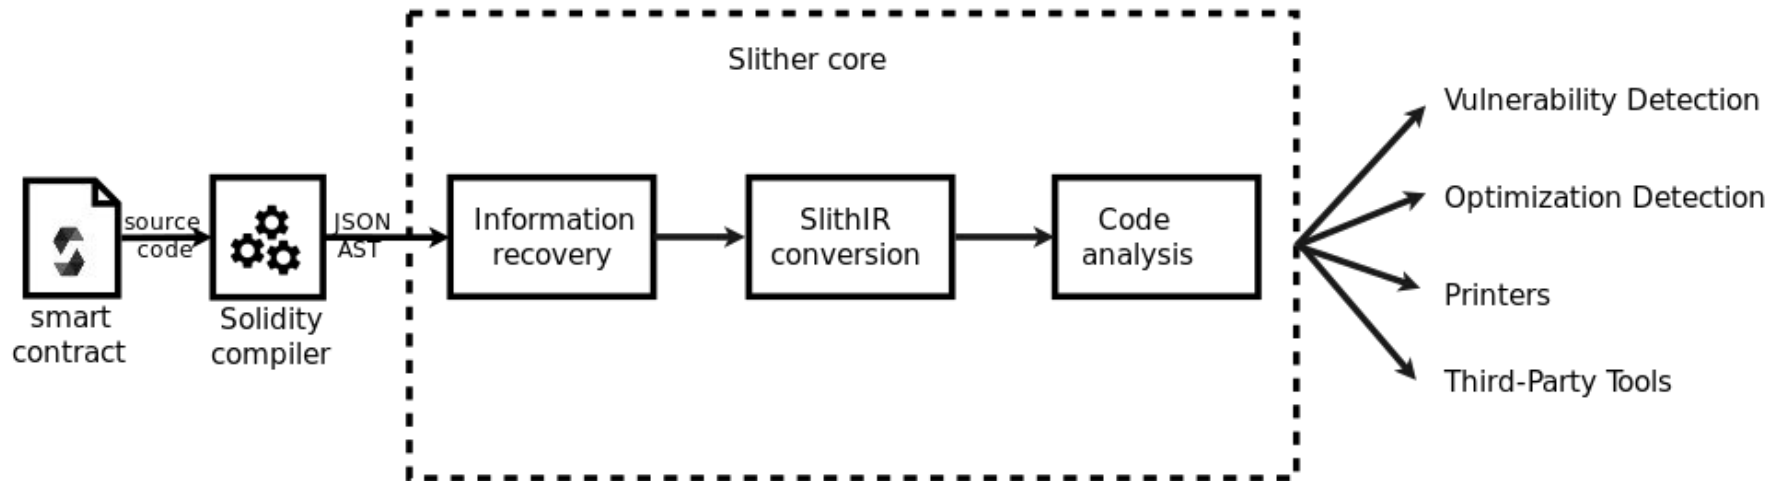 Slither core
source
code
JSON
AST
smart
contract
Solidity
compiler
Information
recovery
SlithIR
conversion
Code
analysis
Vulnerability Detection
Optimization Detection
Printers
Third-Party Tools